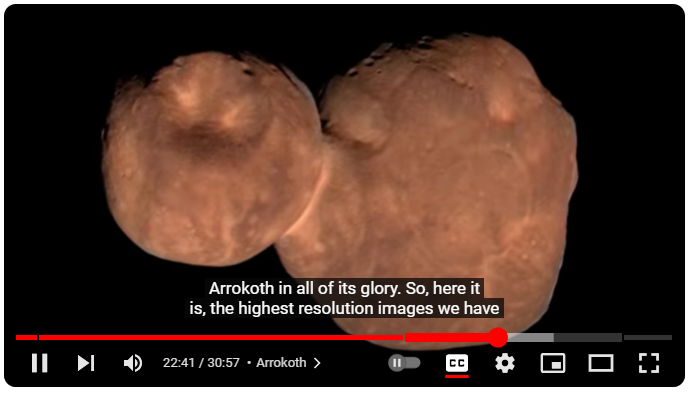 Arrokoth in all of its glory. So, here it
is, the highest resolution images we have
22:41 / 30:57 • Arrokoth
CC